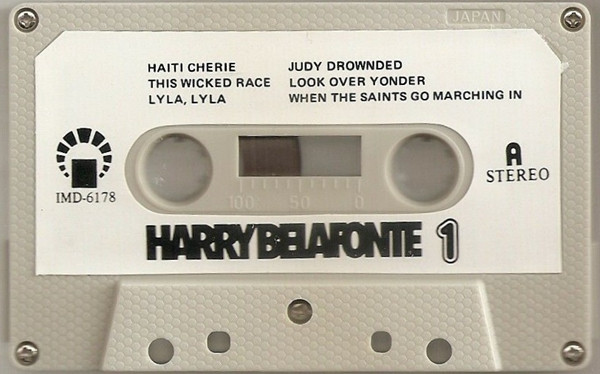 JAPAN
HAITI CHERIE JUDY DROWNDED
THIS WICKED RACE LOOK OVER YONDER
LYLA, LYLA WHEN THE SAINTS GO MARCHING IN
IMD-6178
100 50 0
A
STEREO
HARRY BELAFONTE 1